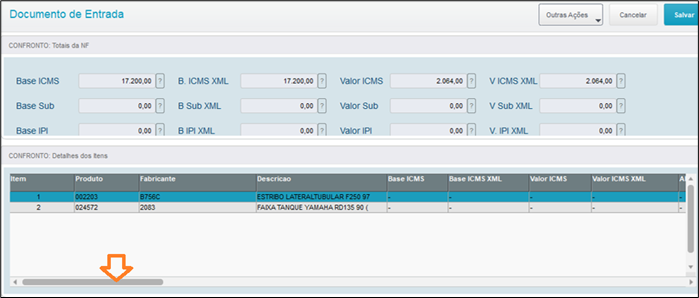 Documento de Entrada
Outras Ações Cancelar Salvar
CONFRONTO: Totais da NF
Base ICMS 17.200,00 ? B. ICMS XML 17.200,00 ? Valor ICMS 2.064,00 ? V ICMS XML 2.064,00 ?
Base Sub 0,00 ? B Sub XML 0,00 ? Valor Sub 0,00 ? V Sub XML 0,00 ?
Base IPI 0,00 ? B IPI XML 0,00 ? Valor IPI 0,00 ? V. IPI XML 0,00 ?
CONFRONTO: Detalhes dos Itens
Item Produto Fabricante Descricao Base ICMS Base ICMS XML Valor ICMS Valor ICMS XML Al
1 002203 B756C ESTRIBO LATERALTUBULAR F250 97 - - - - -
2 024572 2083 FAIXA TANQUE YAMAHA RD135 90 ( - - - - -